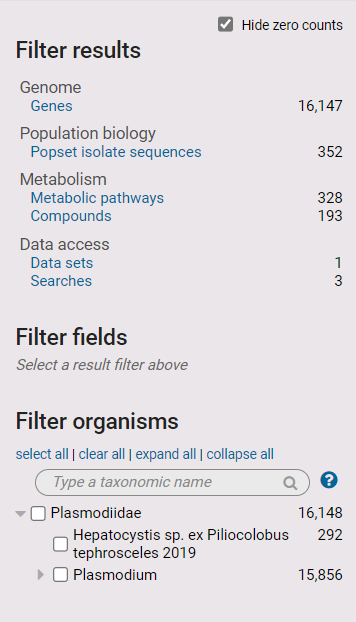 Hide zero counts
Filter results
Genome
Genes 16,147
Population biology
Popset isolate sequences 352
Metabolism
Metabolic pathways 328
Compounds 193
Data access
Data sets 1
Searches 3
Filter fields
Select a result filter above
Filter organisms
select all | clear all | expand all | collapse all
Type a taxonomic name
?
Plasmodiidae 16,148
Hepatocystis sp. ex Piliocolobus 292
tephrosceles 2019
Plasmodium 15,856